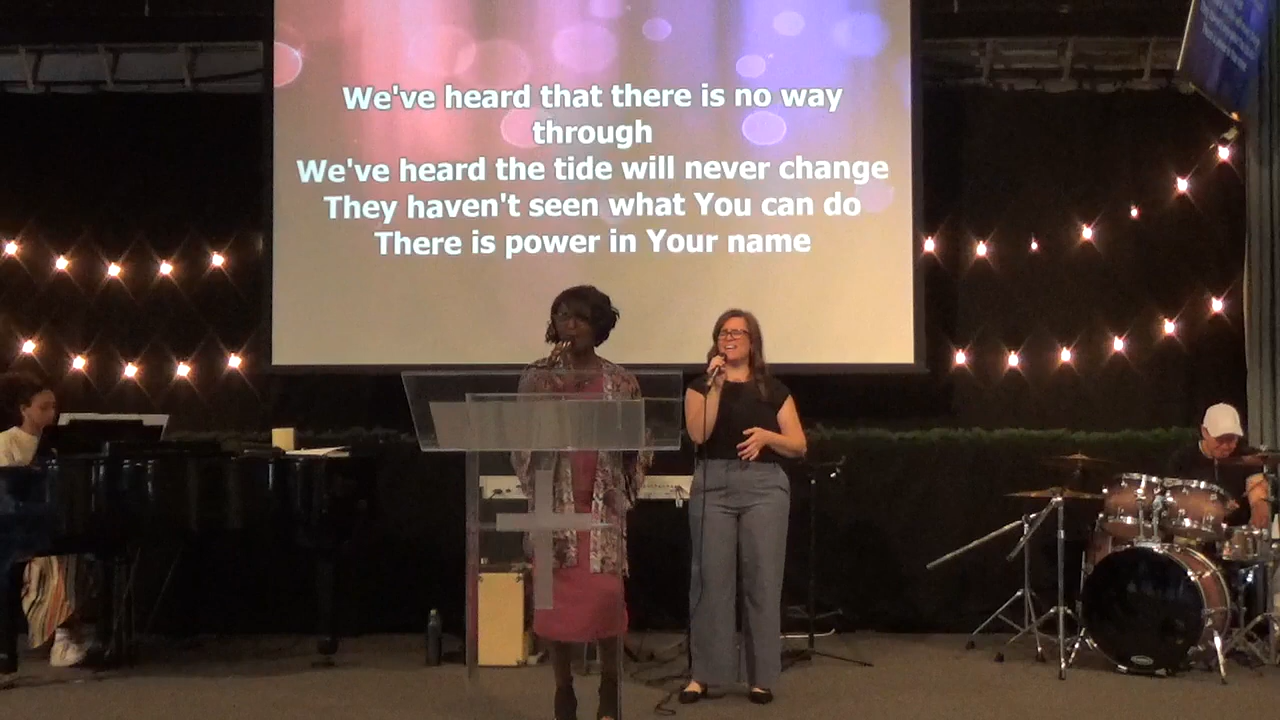 We've heard that there is no way
through
We've heard the tide will never change
They haven't seen what You can do
There is power in Your name